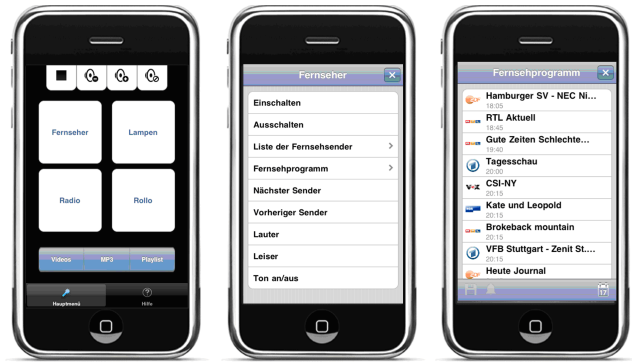 Fernseher
Lampen
Radio
Rollo
Videos
MP3
Playlist
Hauptmenü
Hilfe
Fernseher
Einschalten
Ausschalten
Liste der Fernsehsender
Fernsehprogramm
Nächster Sender
Vorheriger Sender
Lauter
Leiser
Ton an/aus
Fernsehprogramm
Hamburger SV - NEC Ni...
18:05
RTL Aktuell
18:45
Gute Zeiten Schlechte...
19:40
Tagesschau
20:00
CSI-NY
20:15
Kate und Leopold
20:15
Brokeback mountain
20:15
VFB Stuttgart - Zenit St....
20:15
Heute Journal
17